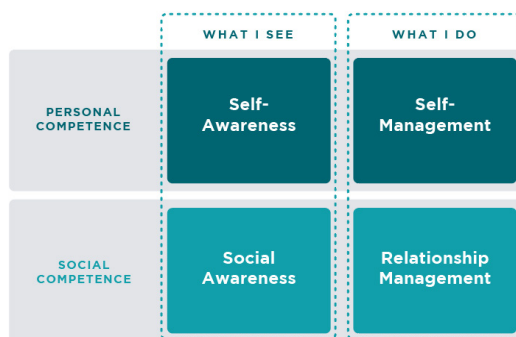 WHAT I SEE
WHAT I DO
PERSONAL
COMPETENCE
Self-
Awareness
Self-
Management
SOCIAL
COMPETENCE
Social
Awareness
Relationship
Management